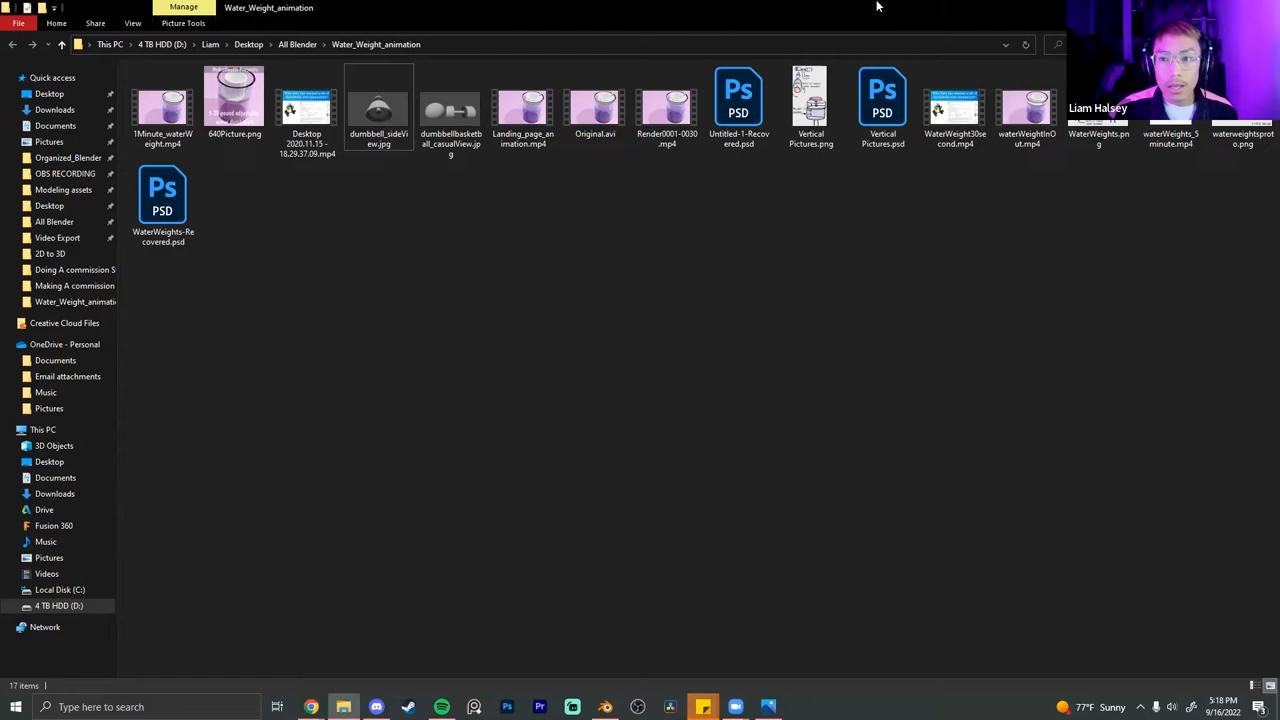 Manage
Water_Weight_animation
File
Home
Share
View
Picture Tools
This PC
4 TB HDD (D:)
Liam
Desktop
All Blender
Water_Weight_animation
Liam Halsey
Quick access
Desktop
Downloads
Documents
Pictures
Organized_Blender
OBS RECORDING
Modeling assets
Desktop
All Blender
Video Export
2D to 3D
Doing A commission S
Making A commission
Water_Weight_animatio
Creative Cloud Files
OneDrive - Personal
Documents
Email attachments
Music
Pictures
This PC
3D Objects
Desktop
Documents
Downloads
Drive
Fusion 360
Music
Pictures
Videos
Local Disk (C:)
4 TB HDD (D:)
Network
1Minute_waterW
eight.mp4
640Picture.png
Desktop
2020.11.15 -
18.29.37.09.mp4
dumbbell_sideVi
ew.jpg
dumbbellbasketb
all_casualView.jp
g
Landing_page_an
imation.mp4
Original.avi
Render0001-0030
.mp4
Ps
PSD
Untitled-1-Recov
ered.psd
Vertical
Pictures.png
Ps
PSD
Vertical
Pictures.psd
WaterWeight30se
cond.mp4
waterWeightInO
ut.mp4
WaterWeights.pn
g
waterWeights_5
minute.mp4
waterweightsprot
o.png
Ps
PSD
WaterWeights-Re
covered.psd
17 items
Type here to search
Ps
Pr
77°F Sunny
5:18 PM
9/16/2022